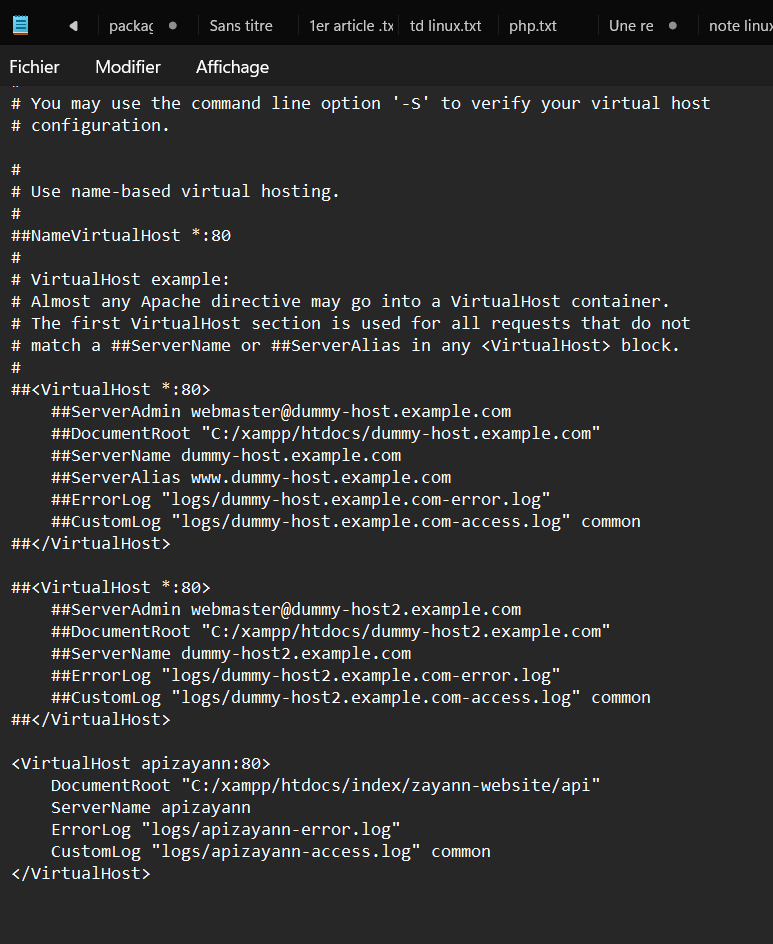 packag
Sans titre
1er article .tx
td linux.txt
php.txt
Une re
note linux
Fichier
Modifier
Affichage
#
# You may use the command line option '-S' to verify your virtual host
# configuration.
#
# Use name-based virtual hosting.
#
##NameVirtualHost *:80
#
# VirtualHost example:
# Almost any Apache directive may go into a VirtualHost container.
# The first VirtualHost section is used for all requests that do not
# match a ##ServerName or ##ServerAlias in any <VirtualHost> block.
#
##<VirtualHost *:80>
##ServerAdmin webmaster@dummy-host.example.com
##DocumentRoot "C:/xampp/htdocs/dummy-host.example.com"
##ServerName dummy-host.example.com
##ServerAlias www.dummy-host.example.com
##ErrorLog "logs/dummy-host.example.com-error.log"
##CustomLog "logs/dummy-host.example.com-access.log" common
##</VirtualHost>
##<VirtualHost *:80>
##ServerAdmin webmaster@dummy-host2.example.com
##DocumentRoot "C:/xampp/htdocs/dummy-host2.example.com"
##ServerName dummy-host2.example.com
##ErrorLog "logs/dummy-host2.example.com-error.log"
##CustomLog "logs/dummy-host2.example.com-access.log" common
##</VirtualHost>
<VirtualHost apizayann:80>
DocumentRoot "C:/xampp/htdocs/index/zayann-website/api"
ServerName apizayann
ErrorLog "logs/apizayann-error.log"
CustomLog "logs/apizayann-access.log" common
</VirtualHost>